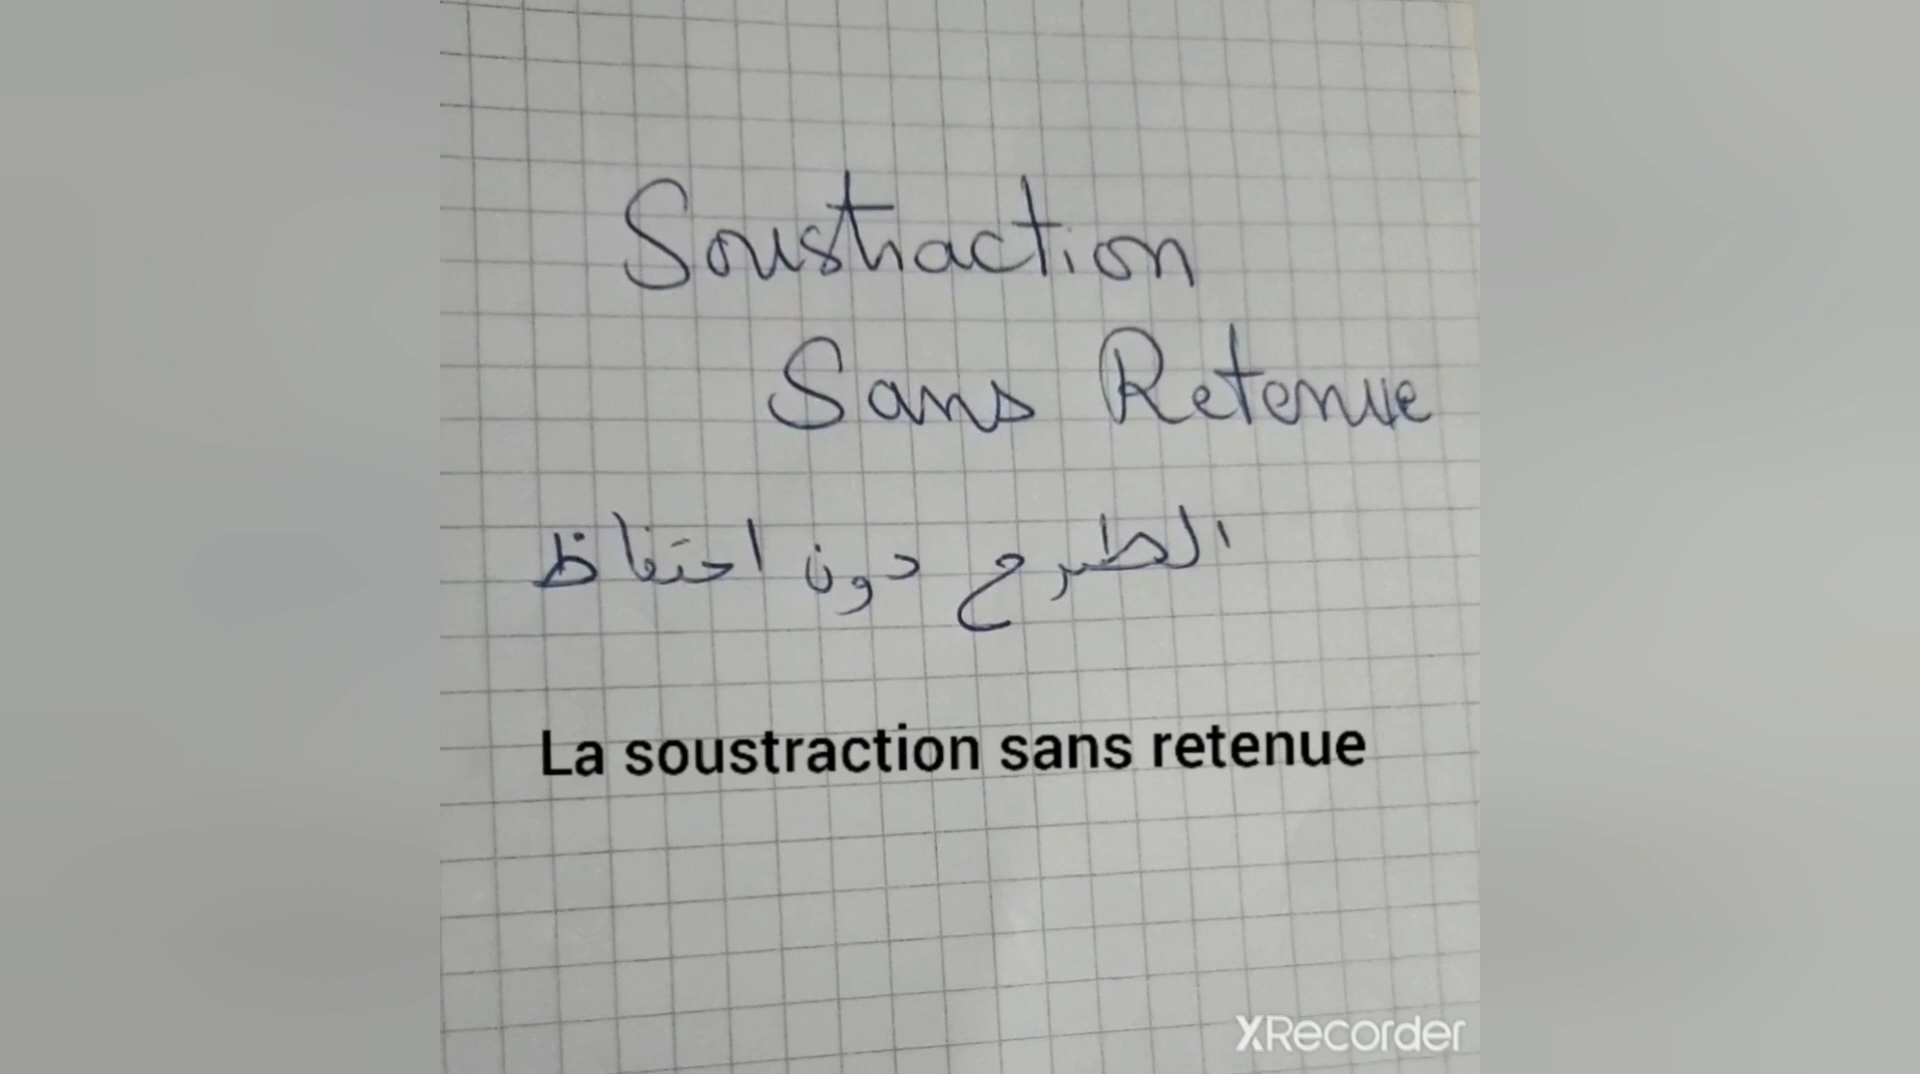 Soustraction
Sans Retenue
الطرح دون احتفاظ
La soustraction sans retenue
XRecorder